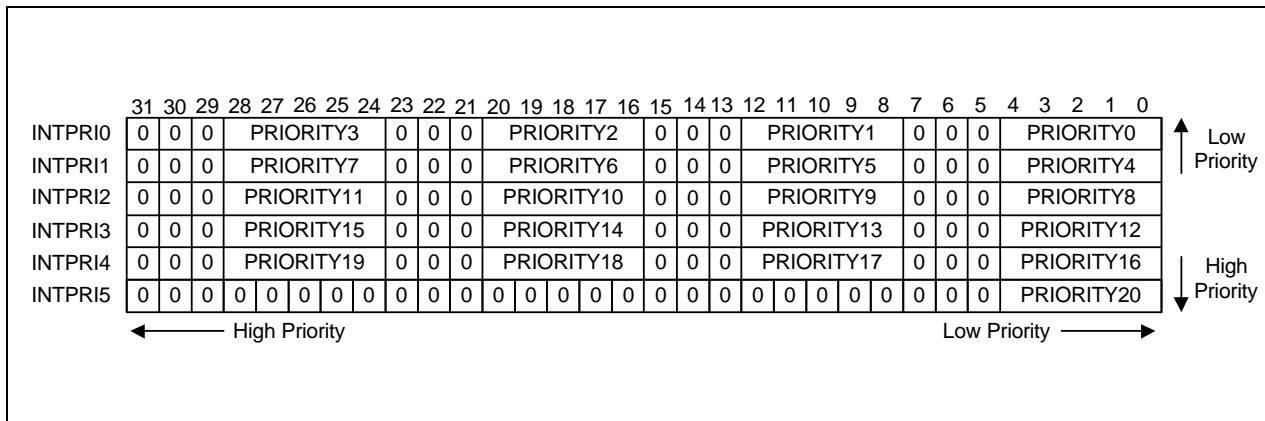 31 30 29 28 27 26 25 24 23 22 21 20 19 18 17 16 15 14 13 12 11 10 9 8 7 6 5 4 3 2 1 0
INTPRI0 0 0 0 PRIORITY3 0 0 0 PRIORITY2 0 0 0 PRIORITY1 0 0 0 PRIORITY0 Low
INTPRI1 0 0 0 PRIORITY7 0 0 0 PRIORITY6 0 0 0 PRIORITY5 0 0 0 PRIORITY4 Priority
INTPRI2 0 0 0 PRIORITY11 0 0 0 PRIORITY10 0 0 0 PRIORITY9 0 0 0 PRIORITY8
INTPRI3 0 0 0 PRIORITY15 0 0 0 PRIORITY14 0 0 0 PRIORITY13 0 0 0 PRIORITY12
INTPRI4 0 0 0 PRIORITY19 0 0 0 PRIORITY18 0 0 0 PRIORITY17 0 0 0 PRIORITY16 High
INTPRI5 0 0 0 0 0 0 0 0 0 0 0 0 0 0 0 0 0 0 0 0 0 0 0 0 0 0 0 PRIORITY20 Priority
High Priority Low Priority